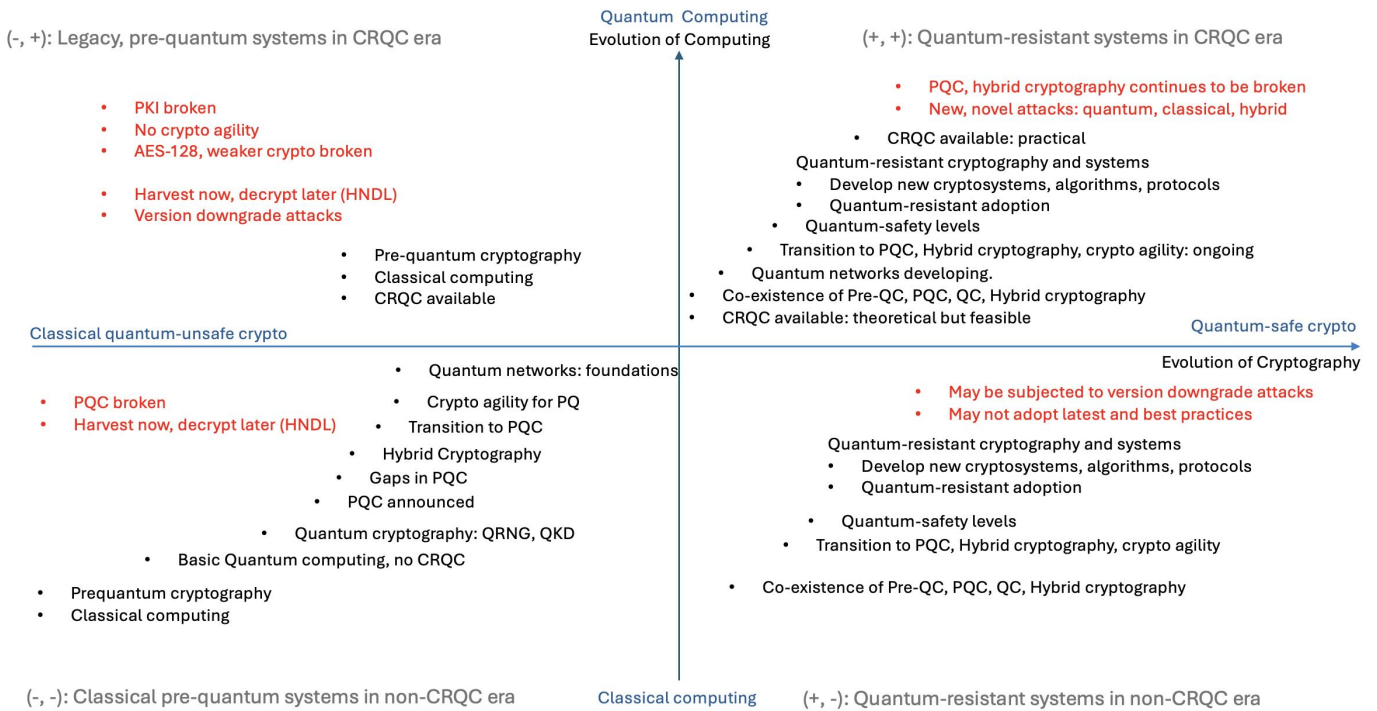 Quantum Computing
(-, +): Legacy, pre-quantum systems in CRQC era
Evolution of Computing
(+, +): Quantum-resistant systems in CRQC era
• PKI broken
• No crypto agility
• AES-128, weaker crypto broken
• Harvest now, decrypt later (HNDL)
• Version downgrade attacks
• Pre-quantum cryptography
• Classical computing
• CRQC available
• PQC, hybrid cryptography continues to be broken
• New, novel attacks: quantum, classical, hybrid
• CRQC available: practical
Quantum-resistant cryptography and systems
• Develop new cryptosystems, algorithms, protocols
• Quantum-resistant adoption
• Quantum-safety levels
• Transition to PQC, Hybrid cryptography, crypto agility: ongoing
• Quantum networks developing.
• Co-existence of Pre-QC, PQC, QC, Hybrid cryptography
• CRQC available: theoretical but feasible
Classical quantum-unsafe crypto
Quantum-safe crypto
Evolution of Cryptography
• Quantum networks: foundations
• PQC broken
• Harvest now, decrypt later (HNDL)
• Crypto agility for PQ
• Transition to PQC
• Hybrid Cryptography
• Gaps in PQC
• PQC announced
• Quantum cryptography: QRNG, QKD
• Basic Quantum computing, no CRQC
• Prequantum cryptography
• Classical computing
• May be subjected to version downgrade attacks
• May not adopt latest and best practices
Quantum-resistant cryptography and systems
• Develop new cryptosystems, algorithms, protocols
• Quantum-resistant adoption
• Quantum-safety levels
• Transition to PQC, Hybrid cryptography, crypto agility
• Co-existence of Pre-QC, PQC, QC, Hybrid cryptography
(-, -): Classical pre-quantum systems in non-CRQC era
Classical computing
(+, -): Quantum-resistant systems in non-CRQC era